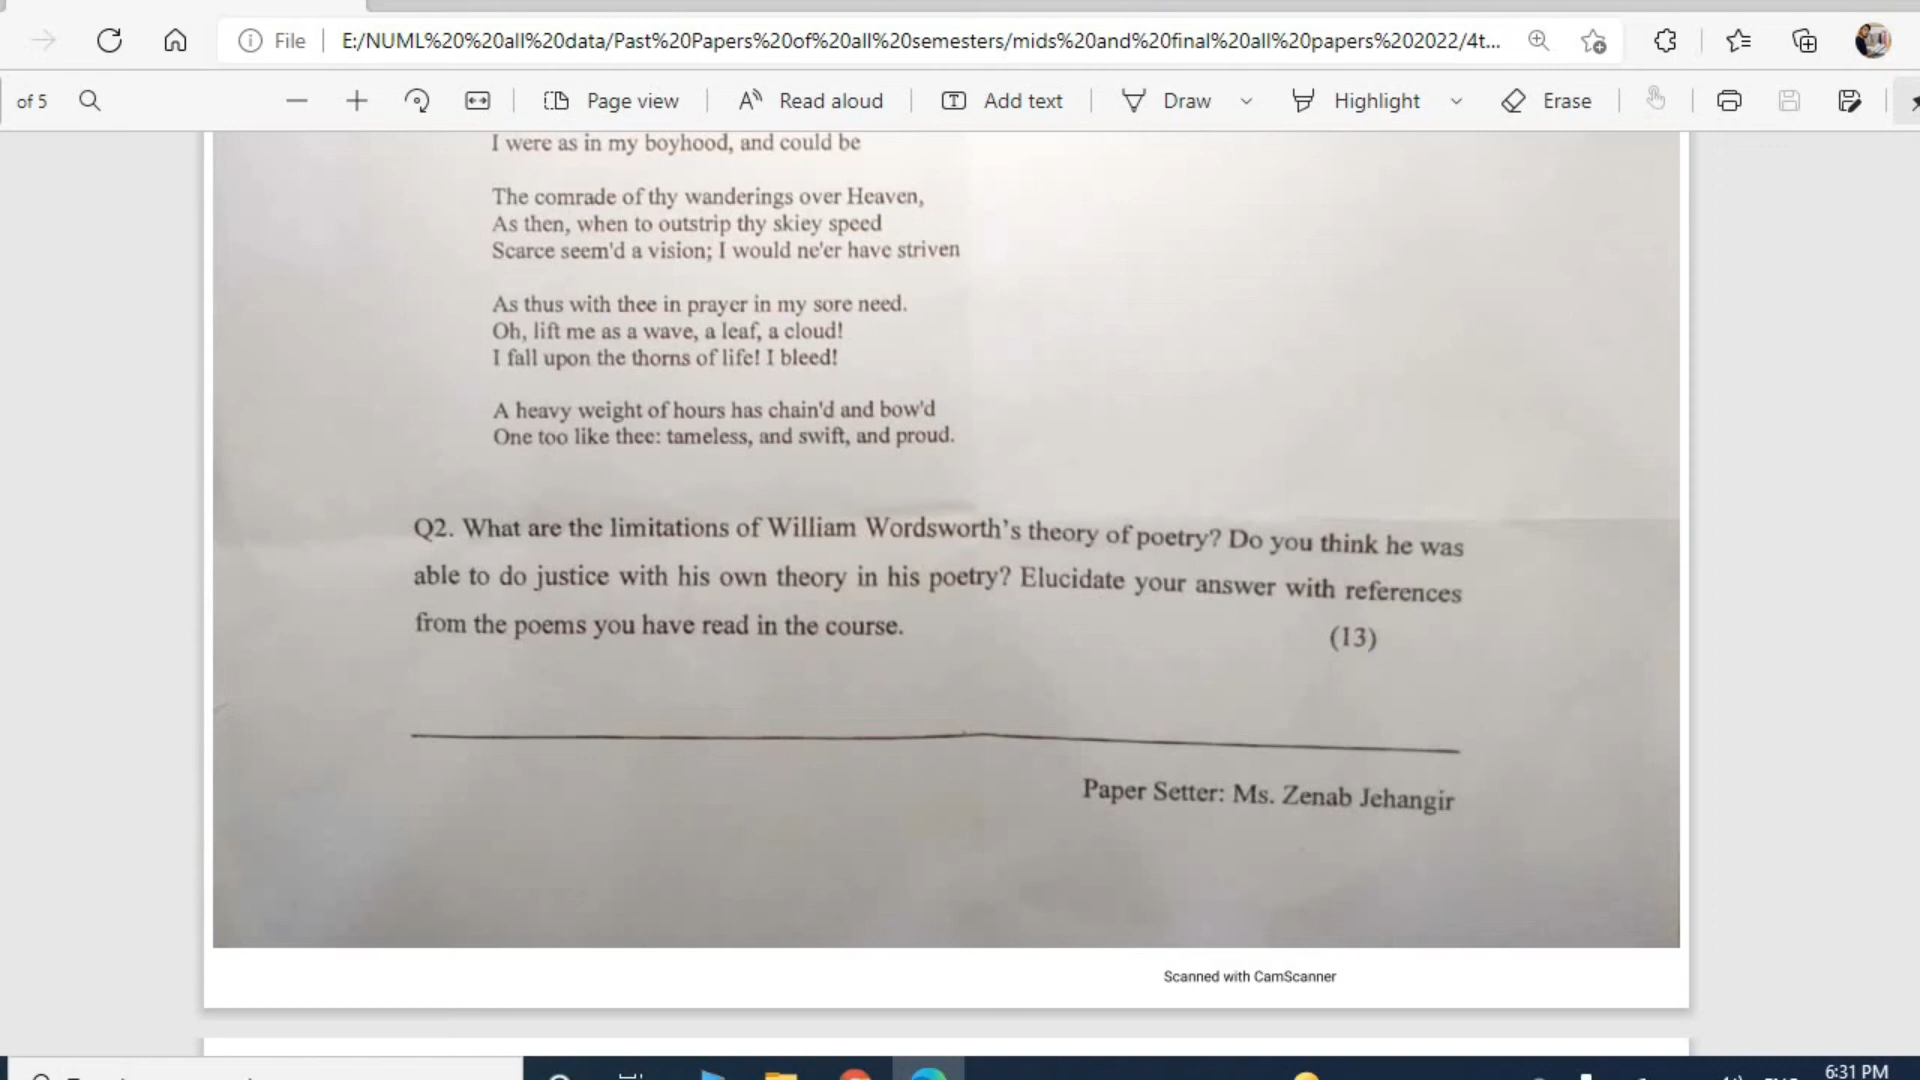 File
E:/NUML%20%20all%20data/Past%20Papers%20of%20all%20semesters/mids%20and%20final%20all%20papers%202022/4t...
of 5
Page view
Read aloud
Add text
Draw
Highlight
Erase
I were as in my boyhood, and could be
The comrade of thy wanderings over Heaven,
As then, when to outstrip thy skiey speed
Scarce seem'd a vision; I would ne'er have striven
As thus with thee in prayer in my sore need.
Oh, lift me as a wave, a leaf, a cloud!
I fall upon the thorns of life! I bleed!
A heavy weight of hours has chain'd and bow'd
One too like thee: tameless, and swift, and proud.
Q2. What are the limitations of William Wordsworth's theory of poetry? Do you think he was
able to do justice with his own theory in his poetry? Elucidate your answer with references
from the poems you have read in the course.
(13)
Paper Setter: Ms. Zenab Jehangir
Scanned with CamScanner
6:31 PM